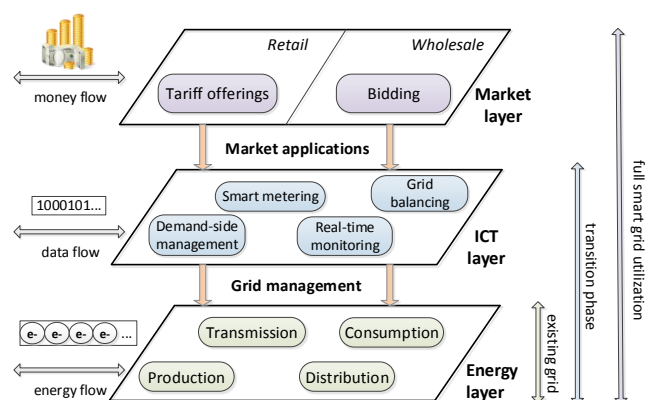 Retail
Wholesale
money flow
Tariff offerings
Bidding
Market
layer
Market applications
1000101...
data flow
Smart metering
Grid
balancing
Demand-side
management
Real-time
monitoring
ICT
layer
Grid management
e- e- e- e- ...
energy flow
Transmission
Consumption
Production
Distribution
Energy
layer
existing grid
transition phase
full smart grid utilization